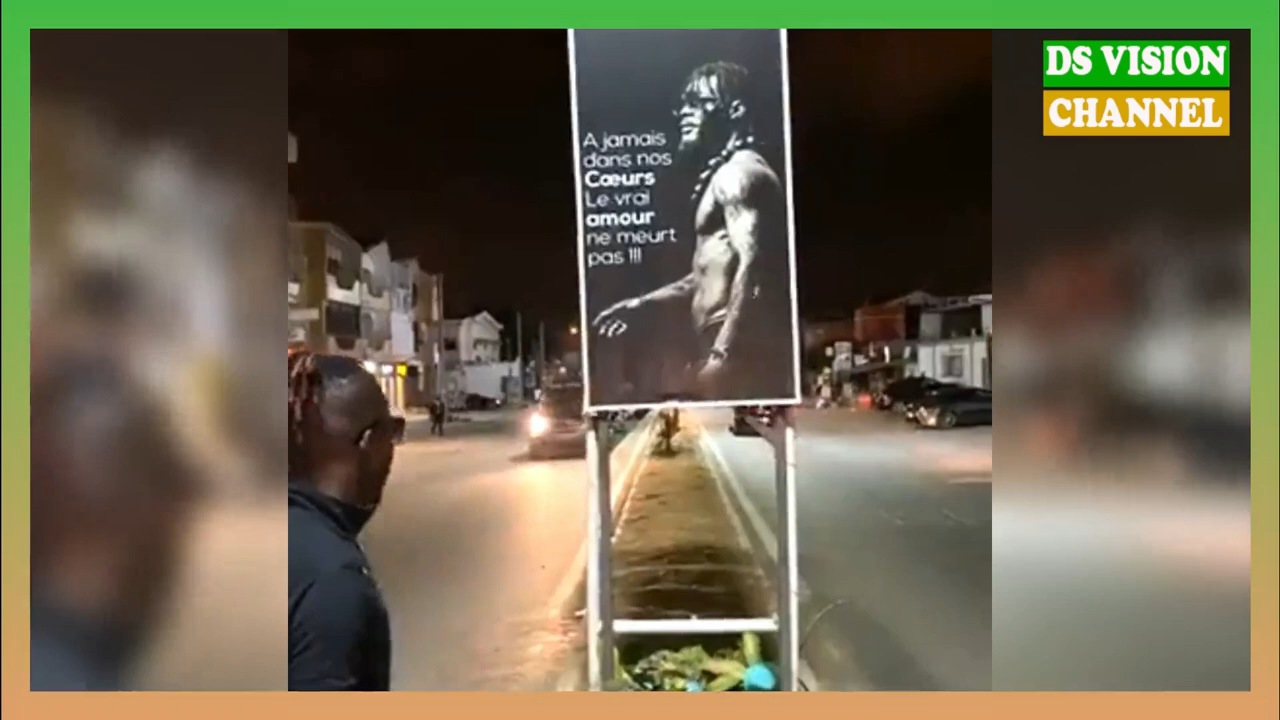 DS VISION
CHANNEL
A jamais
dans nos
Cœurs
Le vrai
amour
ne meurt
pas !!!